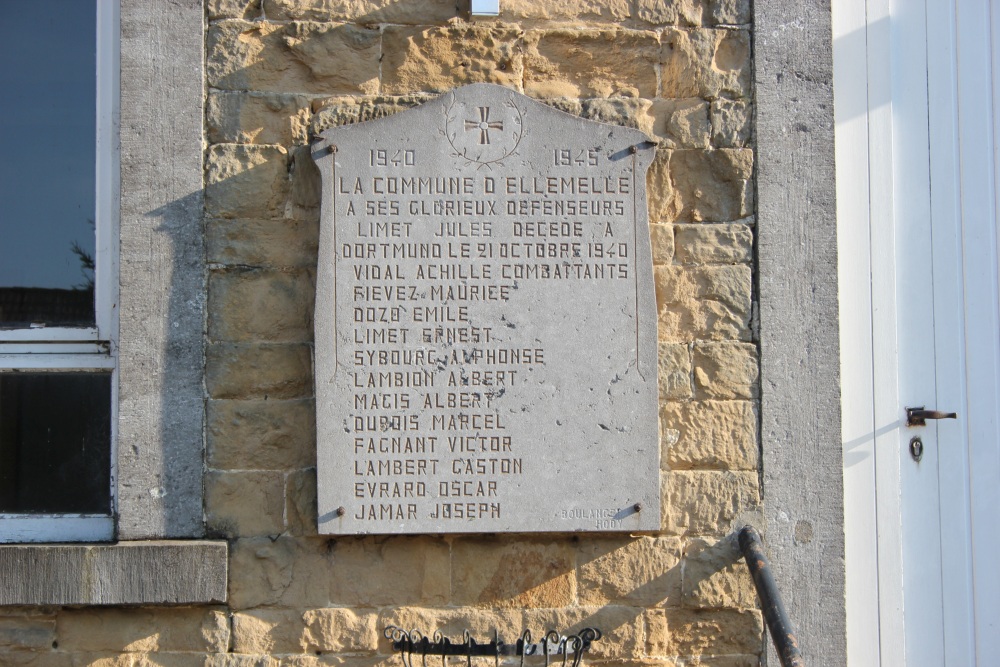 1940 1945
LA COMMUNE D'ELLEMELLE
A SES GLORIEUX DEFENSEURS
LIMET JULES DECEDE A
DORTMUND LE 21 OCTOBRE 1940
VIDAL ACHILLE COMBATTANTS
FIEVEZ MAURICE
DOZO EMILE
LIMET ERNEST
SYBOURG ALPHONSE
LAMBION ALBERT
MAGIS ALBERT
DUBOIS MARCEL
FAGNANT VICTOR
LAMBERT GASTON
EVRARD OSCAR
JAMAR JOSEPH